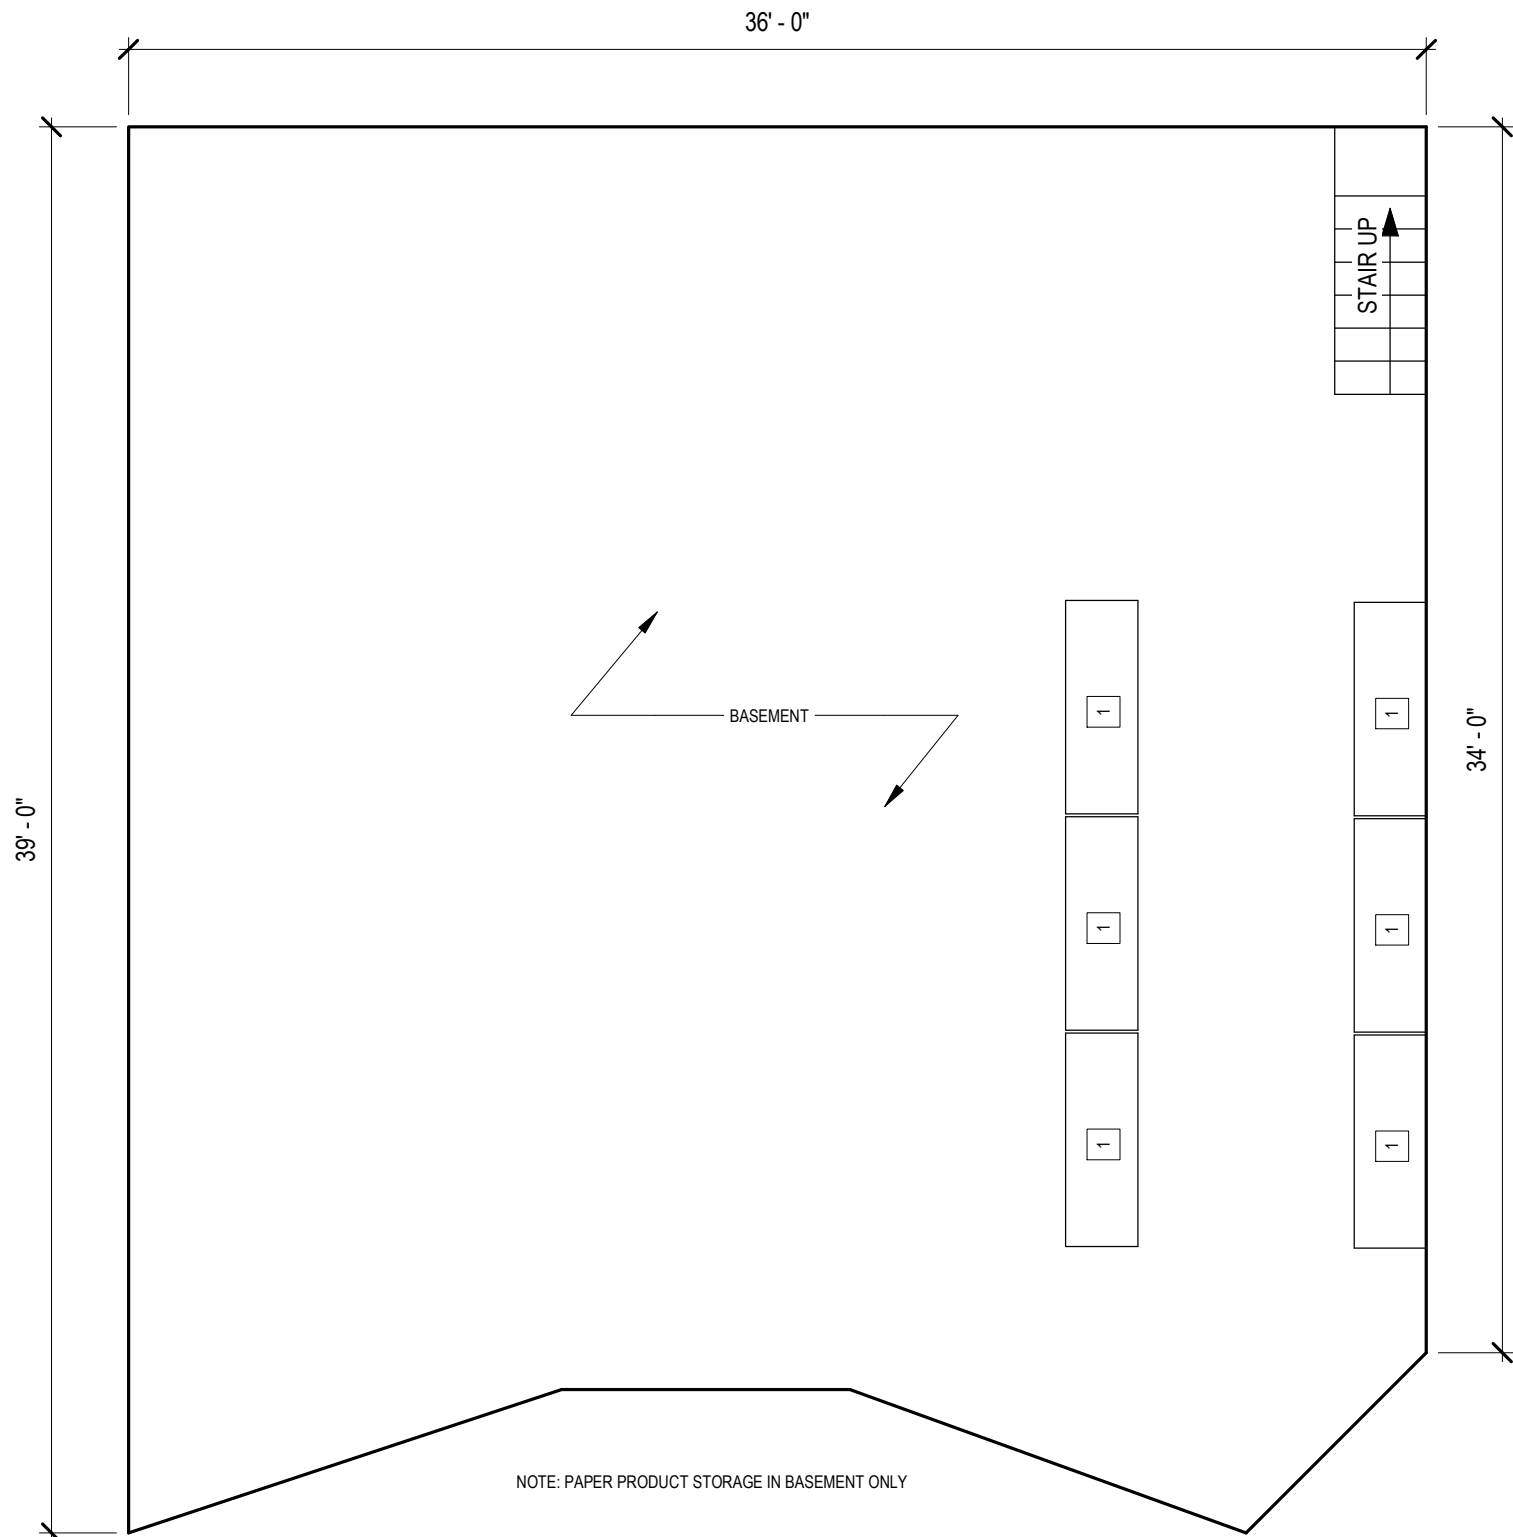 36' - 0"
STAIR UP
39' - 0"
BASEMENT
34' - 0"
1
1
1
1
1
1
NOTE: PAPER PRODUCT STORAGE IN BASEMENT ONLY